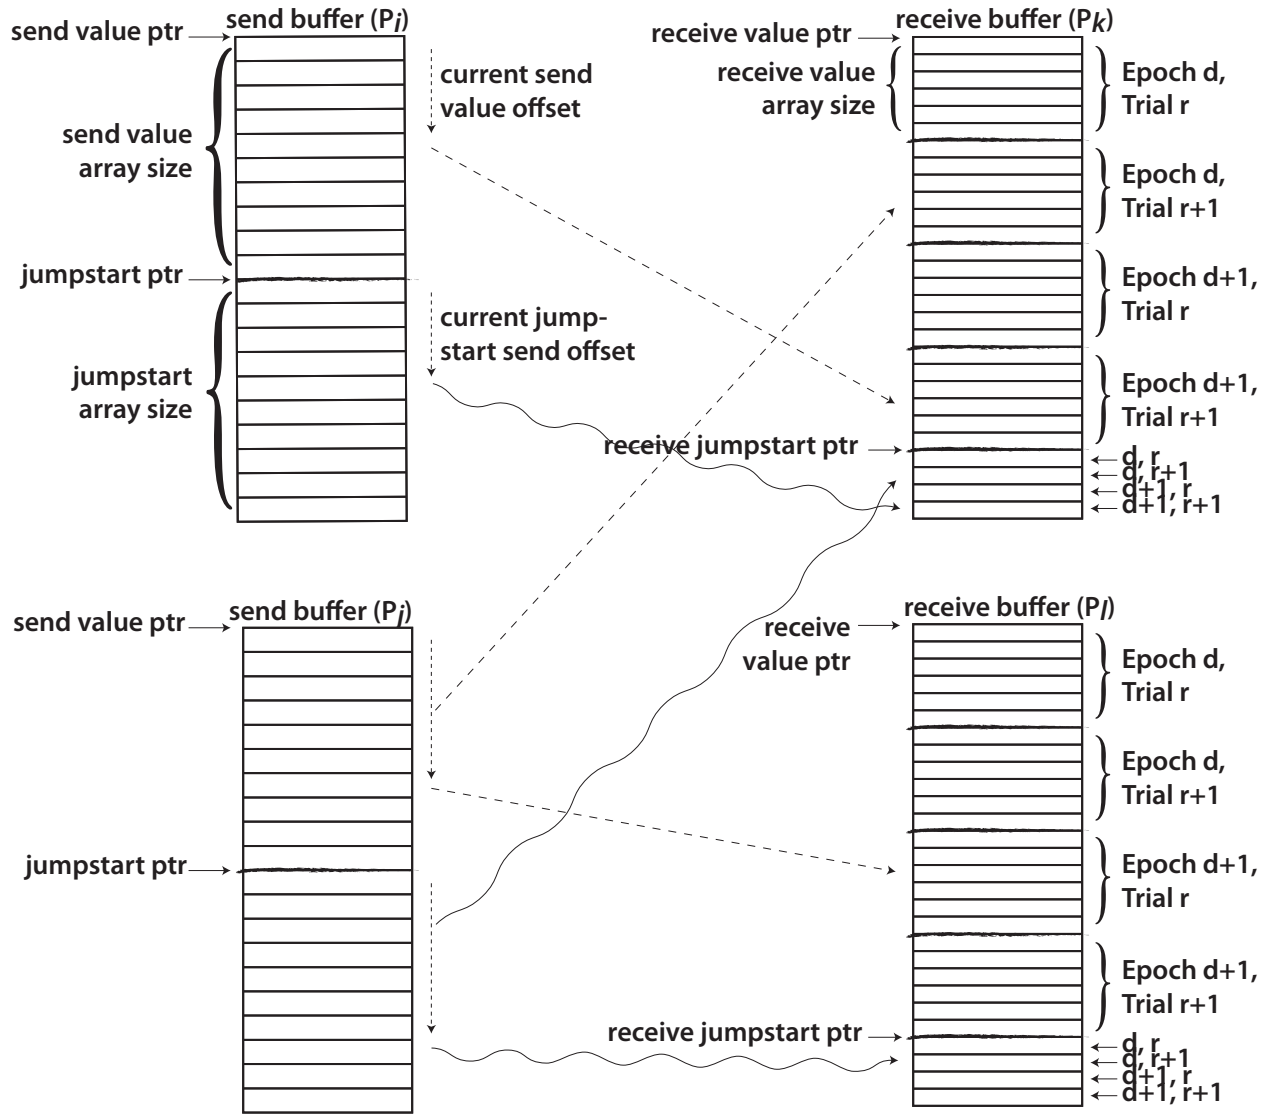 send buffer (Pi)
send value ptr
current send
value offset
send value
array size
jumpstart ptr
current jump-
start send offset
jumpstart
array size
receive buffer (Pk)
receive value ptr
receive value
array size
Epoch d,
Trial r
Epoch d,
Trial r+1
Epoch d+1,
Trial r
Epoch d+1,
Trial r+1
receive jumpstart ptr
d, r
d, r+1
d+1, r
d+1, r+1
send buffer (Pj)
send value ptr
jumpstart ptr
receive buffer (Pl)
receive
value ptr
Epoch d,
Trial r
Epoch d,
Trial r+1
Epoch d+1,
Trial r
Epoch d+1,
Trial r+1
receive jumpstart ptr
d, r
d, r+1
d+1, r
d+1, r+1